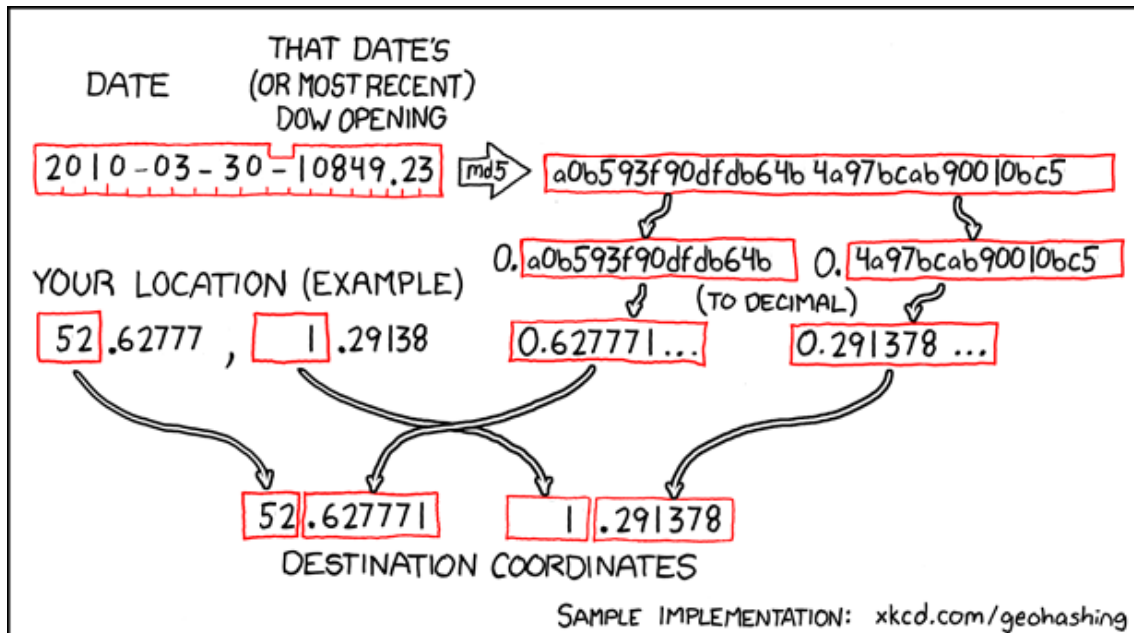 DATE
THAT DATE'S
(OR MOST RECENT)
DOW OPENING
2010-03-30-10849.23
md5
a0b593f90dfdb64b4a97bcab90010bc5
0.a0b593f90dfdb64b
0.4a97bcab90010bc5
(TO DECIMAL)
YOUR LOCATION (EXAMPLE)
52.62777, 1.29138
0.627771...
0.291378...
52.627771
1.291378
DESTINATION COORDINATES
SAMPLE IMPLEMENTATION: xkcd.com/geohashing